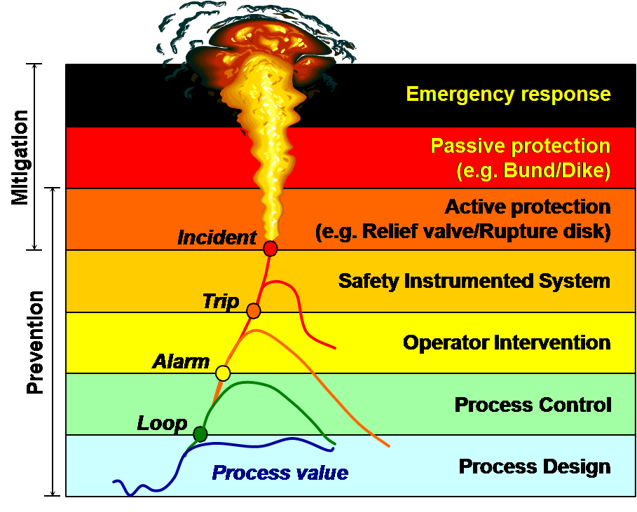 Emergency response
Passive protection
(e.g. Bund/Dike)
Mitigation
Active protection
(e.g. Relief valve/Rupture disk)
Incident
Safety Instrumented System
Trip
Operator Intervention
Prevention
Alarm
Process Control
Loop
Process Design
Process value